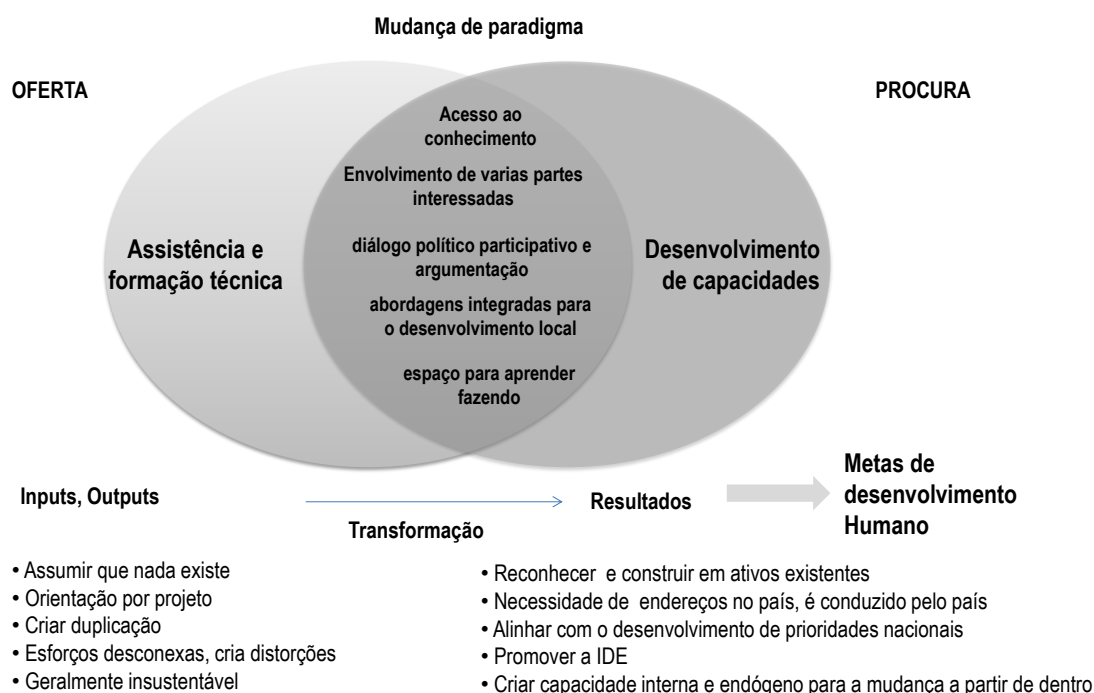 Mudança de paradigma
OFERTA
PROCURA
Acesso ao
conhecimento
Envolvimento de varias partes
interessadas
Assistência e
formação técnica
diálogo político participativo e
argumentação
Desenvolvimento
de capacidades
abordagens integradas para
o desenvolvimento local
espaço para aprender
fazendo
Inputs, Outputs
Transformação
Resultados
Metas de
desenvolvimento
Humano
• Assumir que nada existe
• Orientação por projeto
• Criar duplicação
• Esforços desconexas, cria distorções
• Geralmente insustentável
• Reconhecer e construir em ativos existentes
• Necessidade de endereços no país, é conduzido pelo país
• Alinhar com o desenvolvimento de prioridades nacionais
• Promover a IDE
• Criar capacidade interna e endógeno para a mudança a partir de dentro